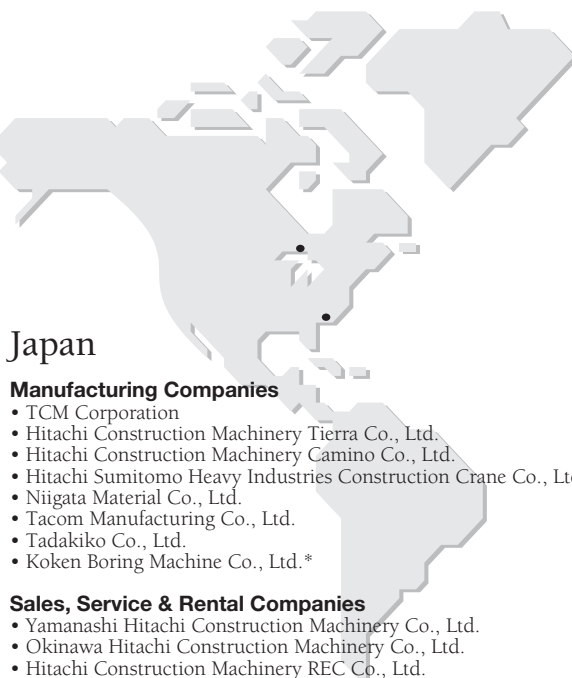 Japan
Manufacturing Companies
• TCM Corporation
• Hitachi Construction Machinery Tierra Co., Ltd.
• Hitachi Construction Machinery Camino Co., Ltd.
• Hitachi Sumitomo Heavy Industries Construction Crane Co.,
• Niigata Material Co., Ltd.
• Tacom Manufacturing Co., Ltd.
• Tadakiko Co., Ltd.
• Koken Boring Machine Co., Ltd.*
Sales, Service & Rental Companies
• Yamanashi Hitachi Construction Machinery Co., Ltd.
• Okinawa Hitachi Construction Machinery Co., Ltd.
• Hitachi Construction Machinery REC Co., Ltd.